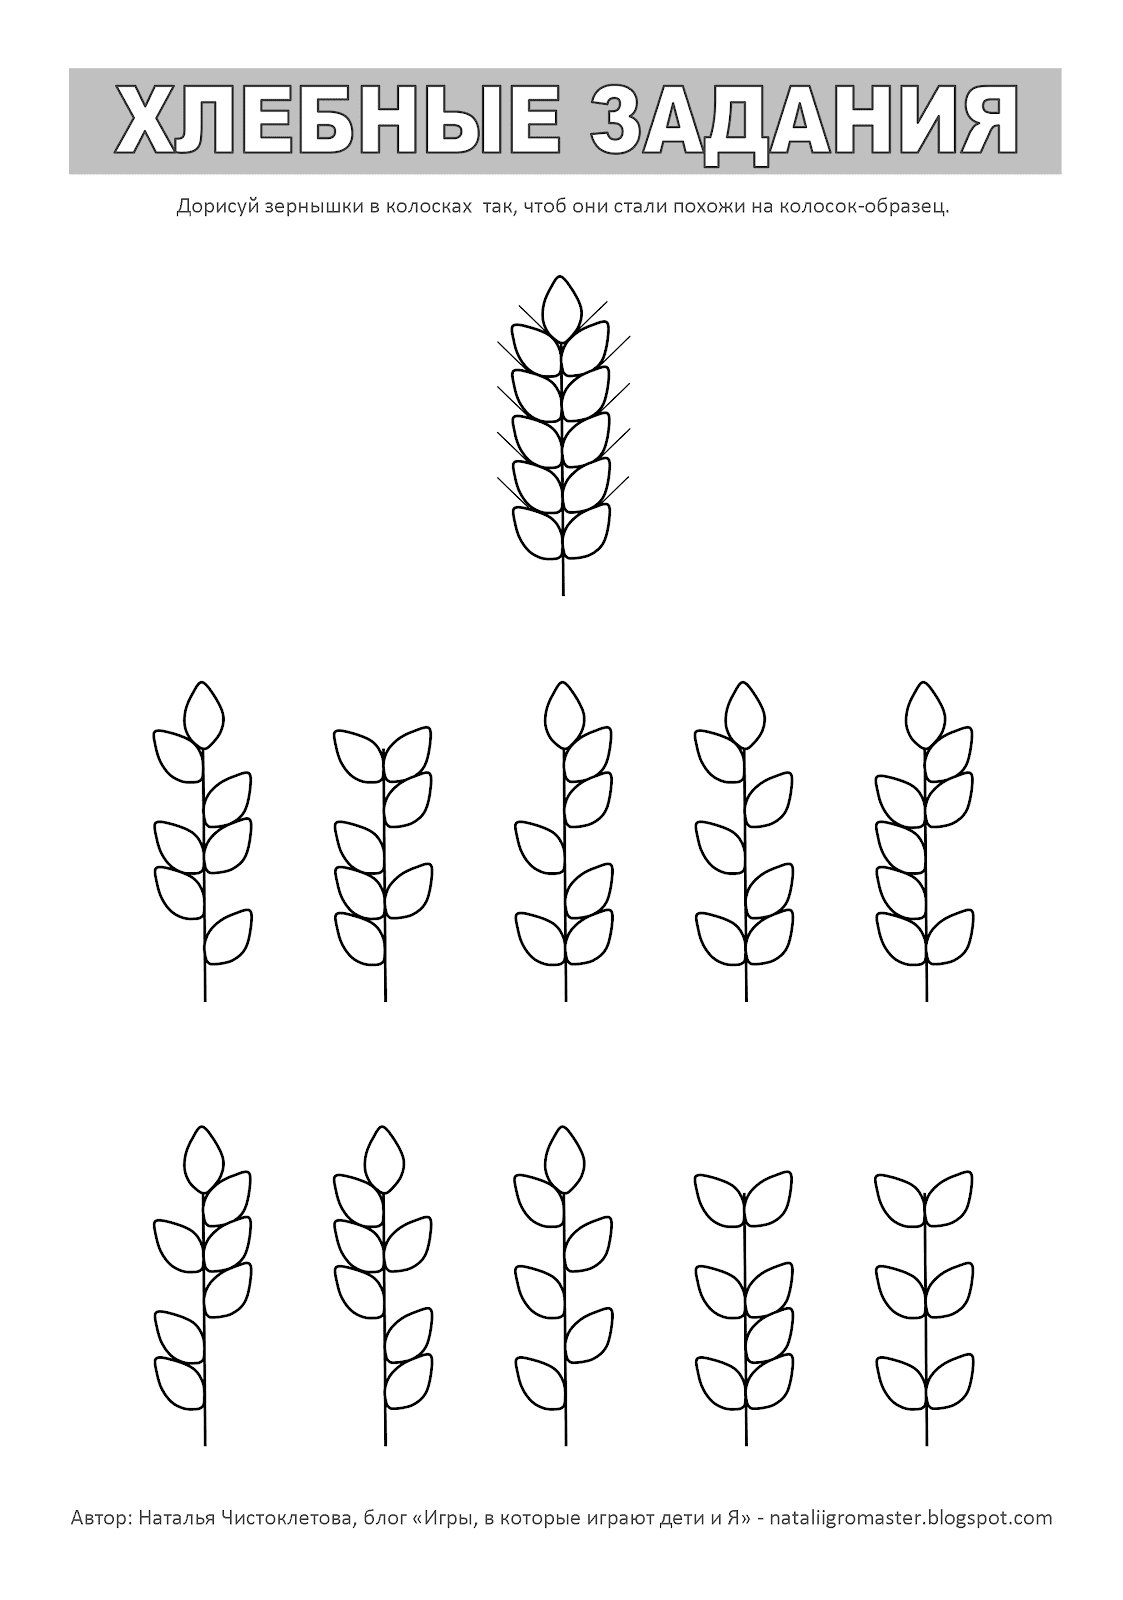 ХЛЕБНЫЕ ЗАДАНИЯ
Дорисуй зернышки в колосках так, чтоб они стали похожи на колосок-образец.
Автор: Наталья Чистоклетова, блог «Игры, в которые играют дети и Я» - nataliigromaster.blogspot.com